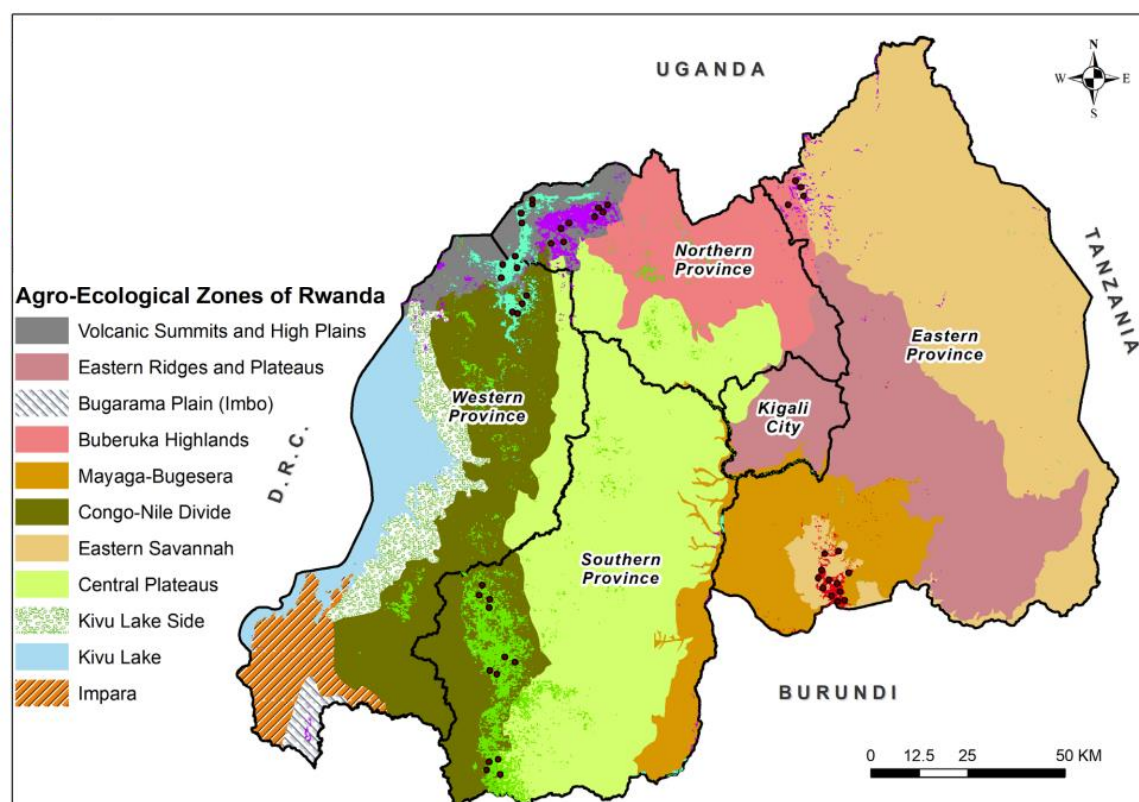 UGANDA
N
W E
S
TANZANIA
Northern
Province
Agro-Ecological Zones of Rwanda
Volcanic Summits and High Plains
Eastern Ridges and Plateaus
Bugarama Plain (Imbo)
Buberuka Highlands
Mayaga-Bugesera
Congo-Nile Divide
Eastern Savannah
Central Plateaus
Kivu Lake Side
Kivu Lake
Impara
Eastern
Province
Western
Province
Kigali
City
D.R.C.
Southern
Province
BURUNDI
0 12.5 25 50 KM